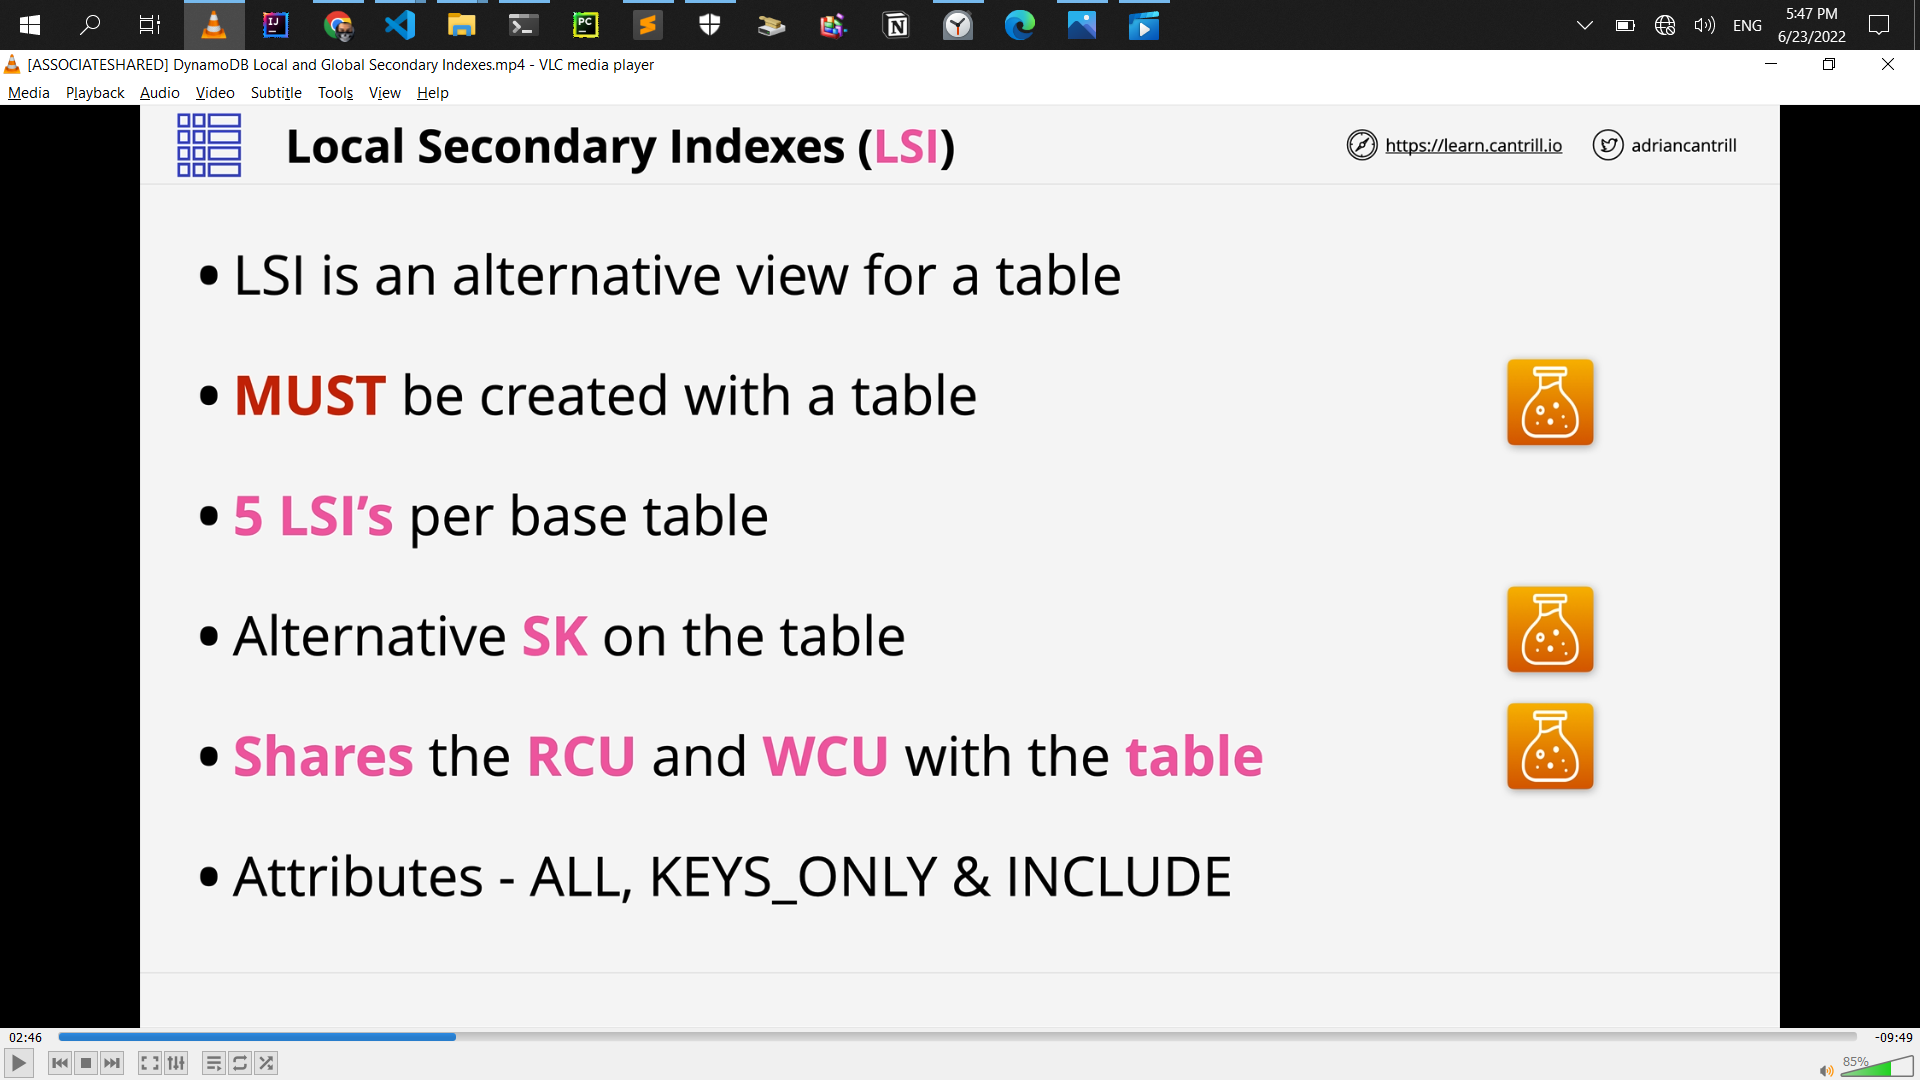 ENG
5:47 PM
6/23/2022
[ASSOCIATESHARED] DynamoDB Local and Global Secondary Indexes.mp4 - VLC media player
Media Playback Audio Video Subtitle Tools View Help
Local Secondary Indexes (LSI)
https://learn.cantrill.io
adriancantrill
• LSI is an alternative view for a table
• MUST be created with a table
• 5 LSI’s per base table
• Alternative SK on the table
• Shares the RCU and WCU with the table
• Attributes - ALL, KEYS_ONLY & INCLUDE
02:46
-09:49
85%
IJ
PC
N